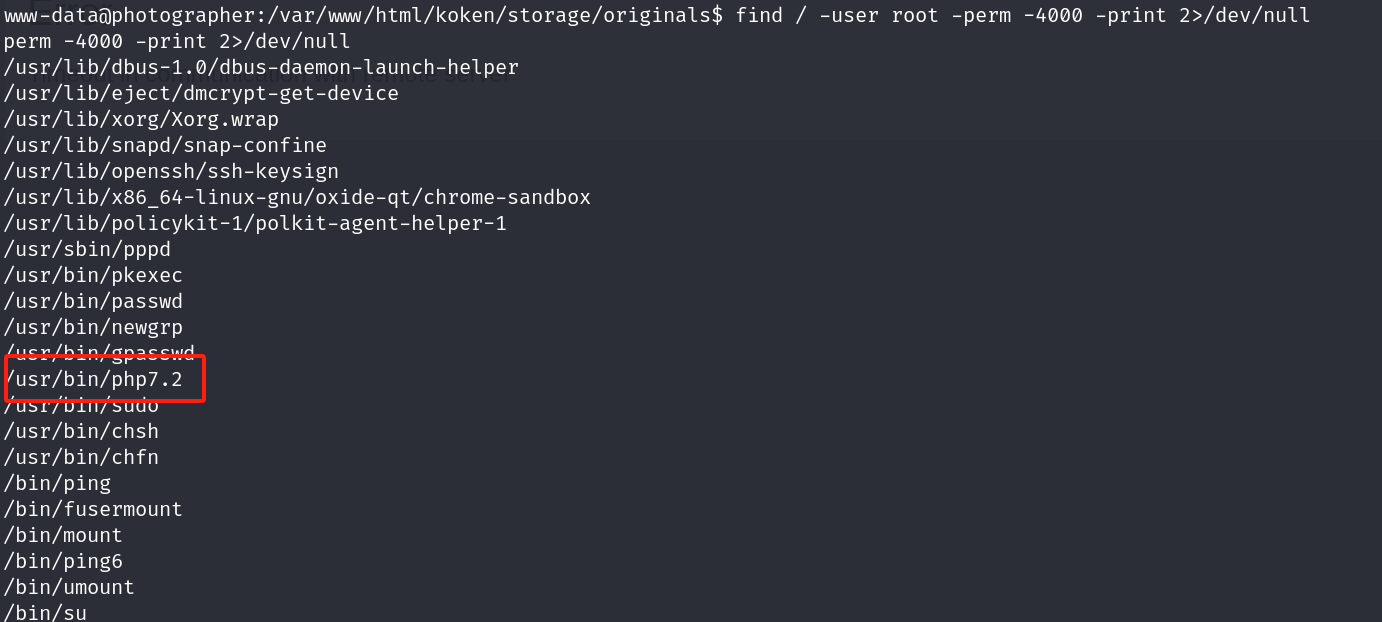 www-data@photographer:/var/www/html/koken/storage/originals$ find / -user root -perm -4000 -print 2>/dev/null
perm -4000 -print 2>/dev/null
/usr/lib/dbus-1.0/dbus-daemon-launch-helper
/usr/lib/eject/dmcrypt-get-device
/usr/lib/xorg/Xorg.wrap
/usr/lib/snapd/snap-confine
/usr/lib/openssh/ssh-keysign
/usr/lib/x86_64-linux-gnu/oxide-qt/chrome-sandbox
/usr/lib/policykit-1/polkit-agent-helper-1
/usr/sbin/pppd
/usr/bin/pkexec
/usr/bin/passwd
/usr/bin/newgrp
/usr/bin/gpasswd
/usr/bin/php7.2
/usr/bin/sudo
/usr/bin/chsh
/usr/bin/chfn
/bin/ping
/bin/fusermount
/bin/mount
/bin/ping6
/bin/umount
/bin/su